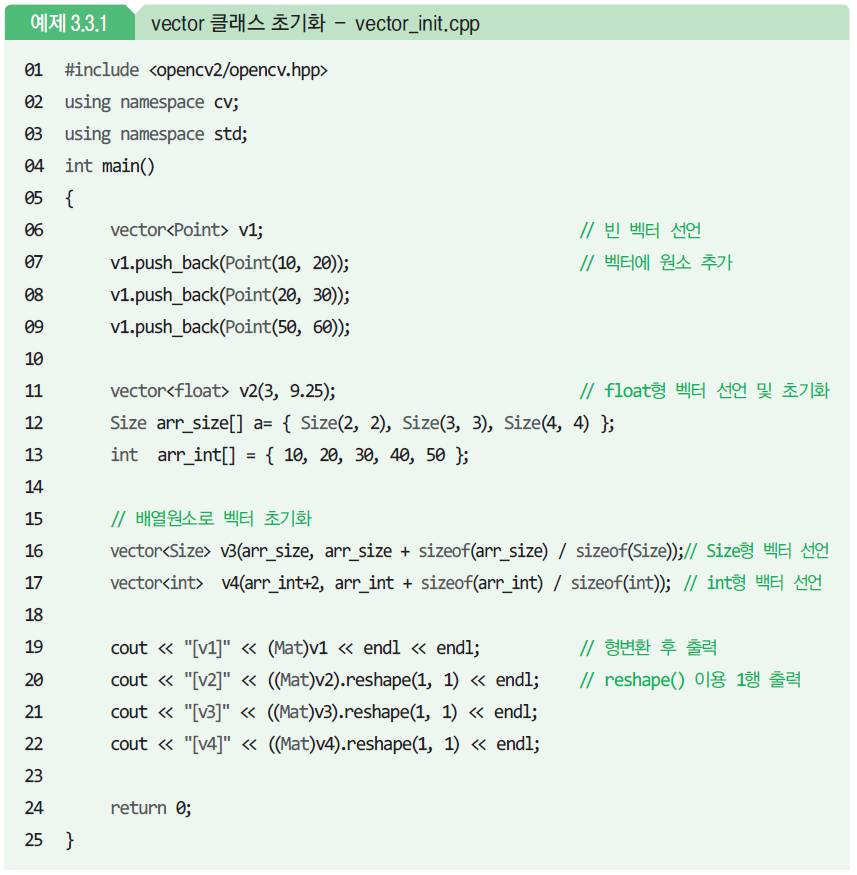 예제 3.3.1 vector 클래스 초기화 - vector_init.cpp
01 #include <opencv2/opencv.hpp>
02 using namespace cv;
03 using namespace std;
04 int main()
05 {
06 vector<Point> v1; // 빈 벡터 선언
07 v1.push_back(Point(10, 20)); // 벡터에 원소 추가
08 v1.push_back(Point(20, 30));
09 v1.push_back(Point(50, 60));
10
11 vector<float> v2(3, 9.25); // float형 벡터 선언 및 초기화
12 Size arr_size[] a= { Size(2, 2), Size(3, 3), Size(4, 4) };
13 int arr_int[] = { 10, 20, 30, 40, 50 };
14
15 // 배열원소로 벡터 초기화
16 vector<Size> v3(arr_size, arr_size + sizeof(arr_size) / sizeof(Size));// Size형 벡터 선언
17 vector<int> v4(arr_int+2, arr_int + sizeof(arr_int) / sizeof(int)); // int형 백터 선언
18
19 cout << "[v1]" << (Mat)v1 << endl << endl; // 형변환 후 출력
20 cout << "[v2]" << ((Mat)v2).reshape(1, 1) << endl; // reshape() 이용 1행 출력
21 cout << "[v3]" << ((Mat)v3).reshape(1, 1) << endl;
22 cout << "[v4]" << ((Mat)v4).reshape(1, 1) << endl;
23
24 return 0;
25 }